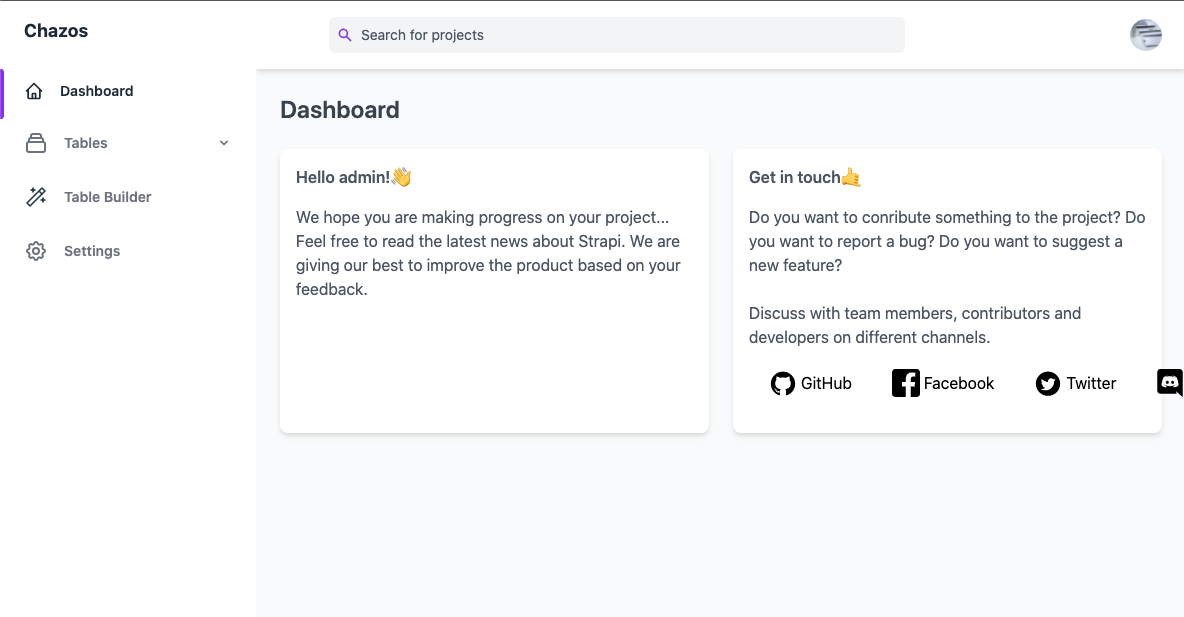 Chazos
Search for projects
Dashboard
Tables
Table Builder
Settings
Dashboard
Hello admin!👋
We hope you are making progress on your project...
Feel free to read the latest news about Strapi. We are
giving our best to improve the product based on your
feedback.
Get in touch🤙
Do you want to conribute something to the project? Do
you want to report a bug? Do you want to suggest a
new feature?
Discuss with team members, contributors and
developers on different channels.
GitHub
Facebook
Twitter